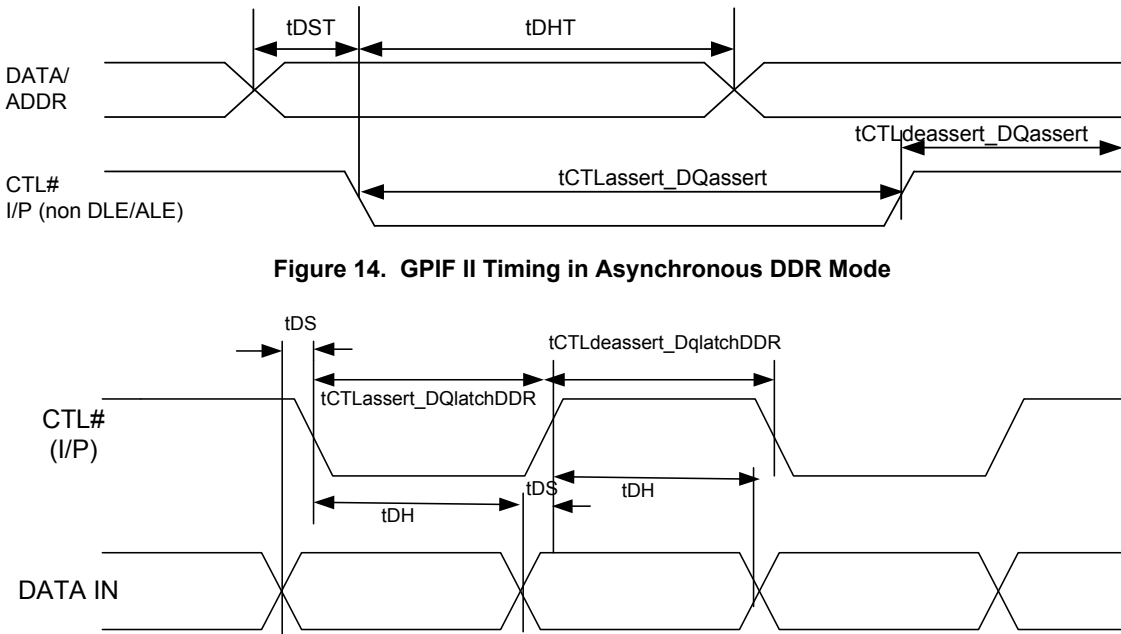 tDST
tDHT
DATA/
ADDR
tCTLdeassert_DQassert
tCTLassert_DQassert
CTL#
I/P (non DLE/ALE)
Figure 14. GPIF II Timing in Asynchronous DDR Mode
tDS
tCTLdeassert_DqlatchDDR
tCTLassert_DQlatchDDR
CTL#
(I/P)
tDS
tDH
tDH
DATA IN